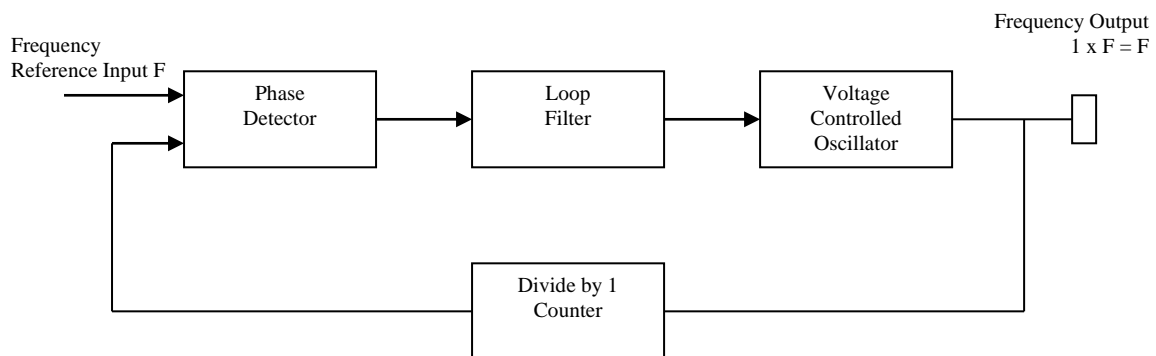 Frequency Output
1 x F = F
Frequency
Reference Input F
Phase
Detector
Loop
Filter
Voltage
Controlled
Oscillator
Divide by 1
Counter